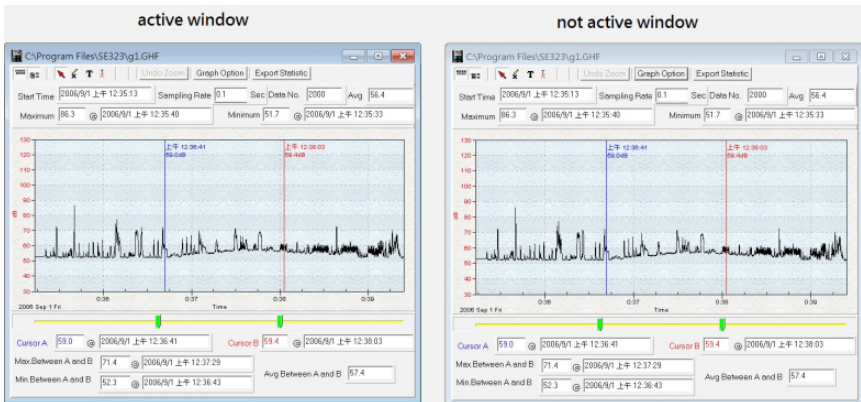 active window
not active window
C:\Program Files\SE323\g1.GHF
T
Undo Zoom Graph Option Export Statistic
Start Time 2006/9/1 上午 12:35:13 Sampling Rate 0.1 Sec Data No. 2000 Avg 56.4
Maximum 86.3 @ 2006/9/1 上午 12:35:40 Minimum 51.7 @ 2006/9/1 上午 12:35:33
130
上午 12:36:41
59.0dB
上午 12:38:03
59.4dB
120
110
100
90
80
dB
70
60
50
40
30
0:36 0:37 0:38 0:39
2006 Sep 1 Fri. Time
Cursor A 59.0 @ 2006/9/1 上午 12:36:41 Cursor B 59.4 @ 2006/9/1 上午 12:38:03
Max.Between A and B 71.4 @ 2006/9/1 上午 12:37:29
Min.Between A and B 52.3 @ 2006/9/1 上午 12:36:43
Avg Between A and B 57.4
C:\Program Files\SE323\g1.GHF
T
Undo Zoom Graph Option Export Statistic
Start Time 2006/9/1 上午 12:35:13 Sampling Rate 0.1 Sec Data No. 2000 Avg 56.4
Maximum 86.3 @ 2006/9/1 上午 12:35:40 Minimum 51.7 @ 2006/9/1 上午 12:35:33
130
上午 12:36:41
59.0dB
上午 12:38:03
59.4dB
120
110
100
90
80
dB
70
60
50
40
30
0:36 0:37 0:38 0:39
2006 Sep 1 Fri. Time
Cursor A 59.0 @ 2006/9/1 上午 12:36:41 Cursor B 59.4 @ 2006/9/1 上午 12:38:03
Max.Between A and B 71.4 @ 2006/9/1 上午 12:37:29
Min.Between A and B 52.3 @ 2006/9/1 上午 12:36:43
Avg Between A and B 57.4